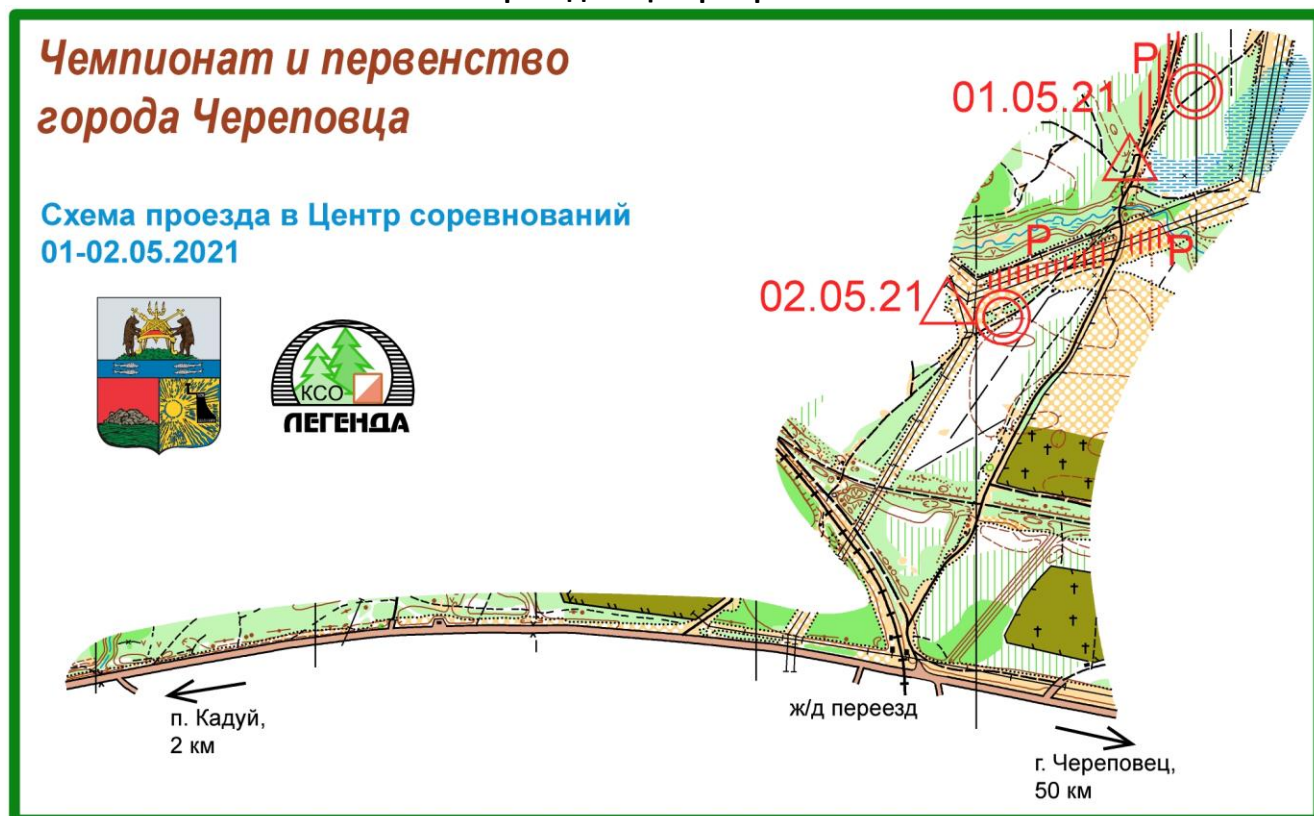 Чемпионат и первенство
города Череповца
Схема проезда в Центр соревнований
01-02.05.2021
КСО
ЛЕГЕНДА
P
01.05.21
P
P
02.05.21
ж/д переезд
п. Кадуй,
2 км
г. Череповец,
50 км